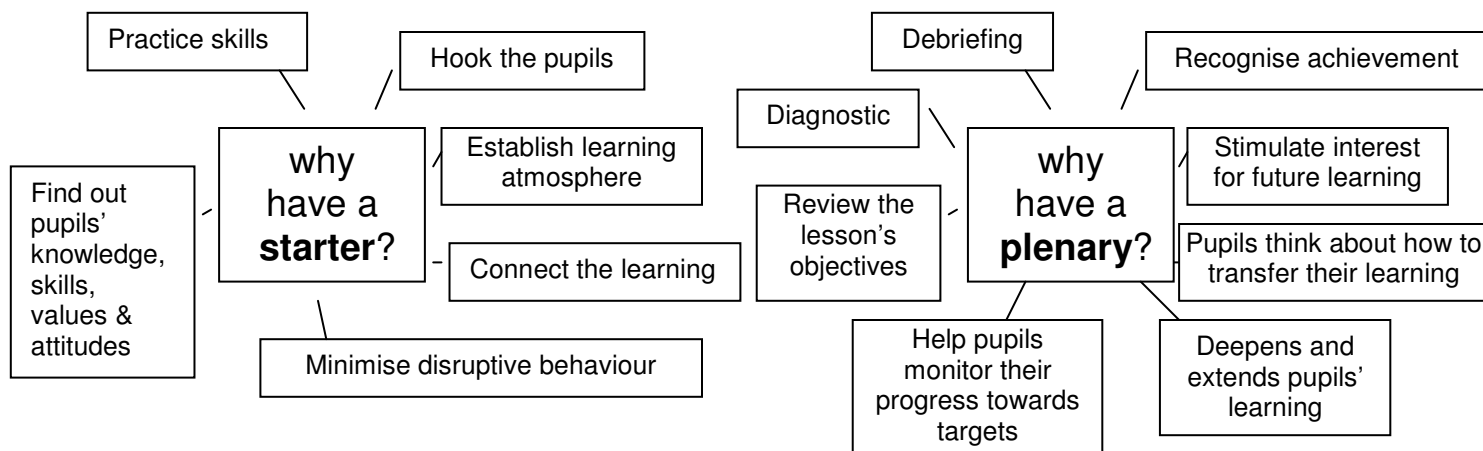 Practice skills
Hook the pupils
why
have a
starter?
Establish learning
atmosphere
Find out
pupils'
knowledge,
skills,
values &
attitudes
Connect the learning
Minimise disruptive behaviour
Debriefing
Recognise achievement
Diagnostic
why
have a
plenary?
Stimulate interest
for future learning
Review the
lesson's
objectives
Pupils think about how to
transfer their learning
Help pupils
monitor their
progress towards
targets
Deepens and
extends pupils'
learning